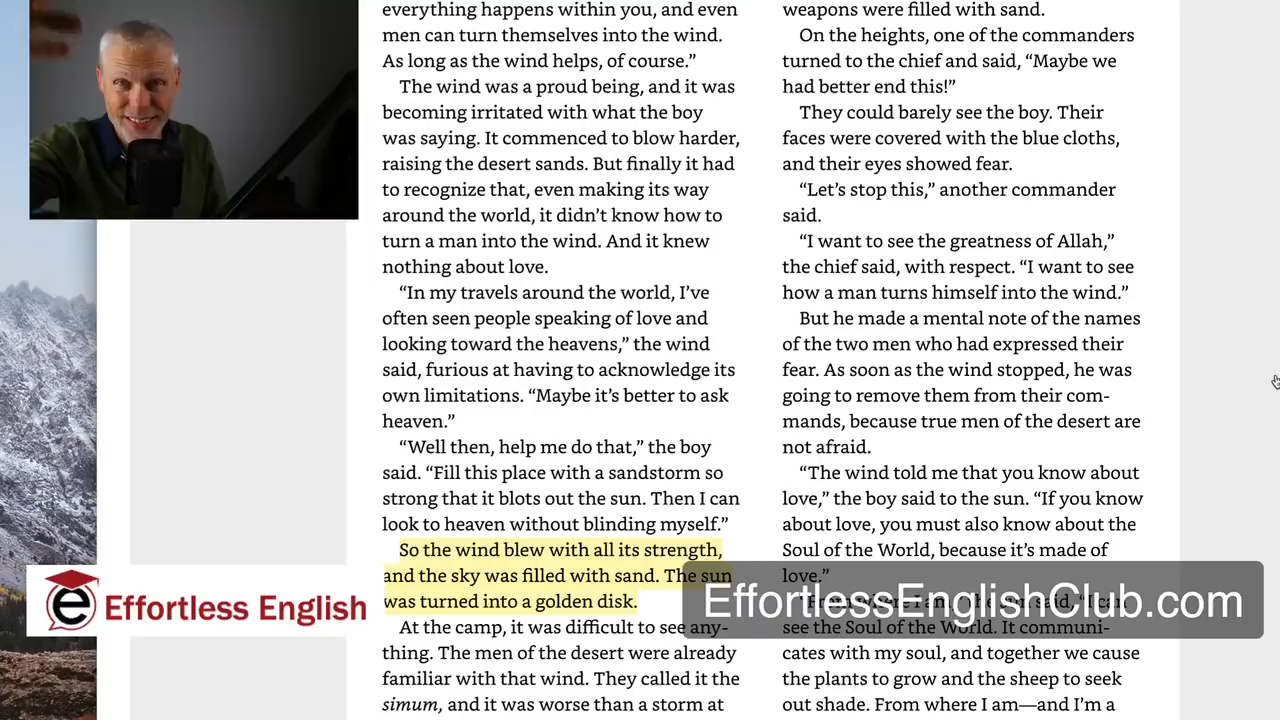 everything happens within you, and even
men can turn themselves into the wind.
As long as the wind helps, of course.”
The wind was a proud being, and it was
becoming irritated with what the boy
was saying. It commenced to blow harder,
raising the desert sands. But finally it had
to recognize that, even making its way
around the world, it didn’t know how to
turn a man into the wind. And it knew
nothing about love.
“In my travels around the world, I’ve
often seen people speaking of love and
looking toward the heavens,” the wind
said, furious at having to acknowledge its
own limitations. “Maybe it’s better to ask
heaven.”
“Well then, help me do that,” the boy
said. “Fill this place with a sandstorm so
strong that it blots out the sun. Then I can
look to heaven without blinding myself.”
So the wind blew with all its strength,
and the sky was filled with sand. The sun
was turned into a golden disk.
At the camp, it was difficult to see any-
thing. The men of the desert were already
familiar with that wind. They called it the
simum, and it was worse than a storm at
weapons were filled with sand.
On the heights, one of the commanders
turned to the chief and said, “Maybe we
had better end this!”
They could barely see the boy. Their
faces were covered with the blue cloths,
and their eyes showed fear.
“Let’s stop this,” another commander
said.
“I want to see the greatness of Allah,”
the chief said, with respect. “I want to see
how a man turns himself into the wind.”
But he made a mental note of the names
of the two men who had expressed their
fear. As soon as the wind stopped, he was
going to remove them from their com-
mands, because true men of the desert are
not afraid.
“The wind told me that you know about
love,” the boy said to the sun. “If you know
about love, you must also know about the
Soul of the World, because it’s made of
love.”
“From where I am,” the sun said, “I can
see the Soul of the World. It communi-
cates with my soul, and together we cause
the plants to grow and the sheep to seek
out shade. From where I am—and I’m a
e Effortless English
EffortlessEnglishClub.com